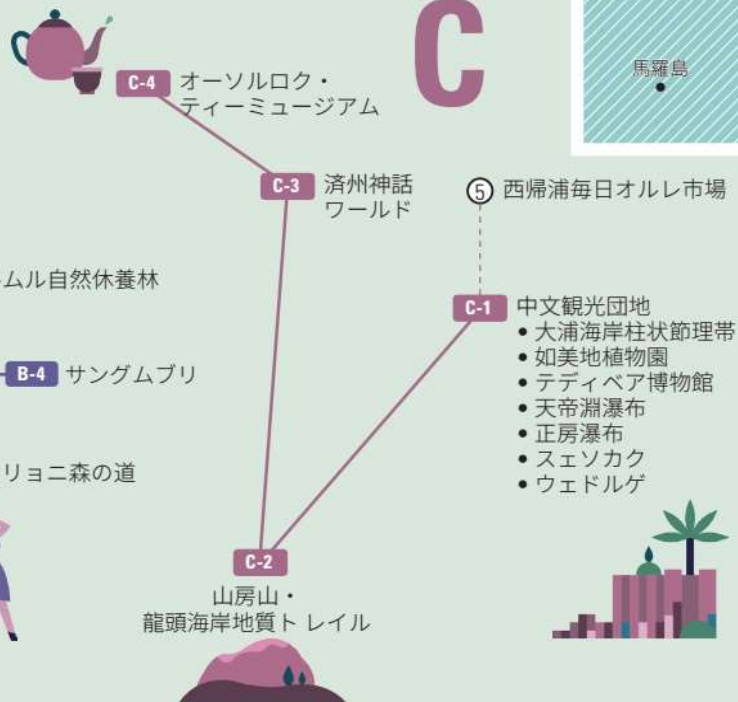 C
馬羅島
C-4 オーソルロク・
ティーミュージアム
C-3 済州神話
ワールド
⑤ 西帰浦毎日オルレ市場
ムル自然休養林
C-1 中文観光団地
• 大浦海岸柱状節理帯
• 如美地植物園
• テディベア博物館
• 天帝淵瀑布
• 正房瀑布
• スェソカク
• ウェドルゲ
B-4 サングムブリ
リョニ森の道
C-2
山房山・
龍頭海岸地質ト レイル